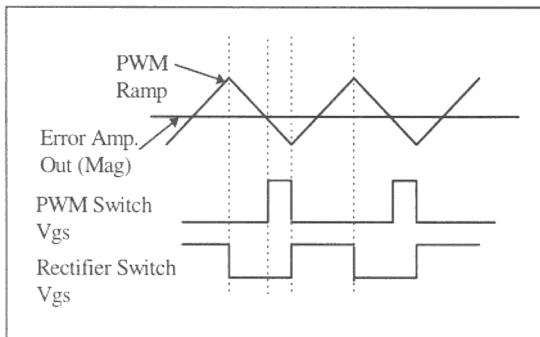 PWM
Ramp
Error Amp.
Out (Mag)
PWM Switch
Vgs
Rectifier Switch
Vgs